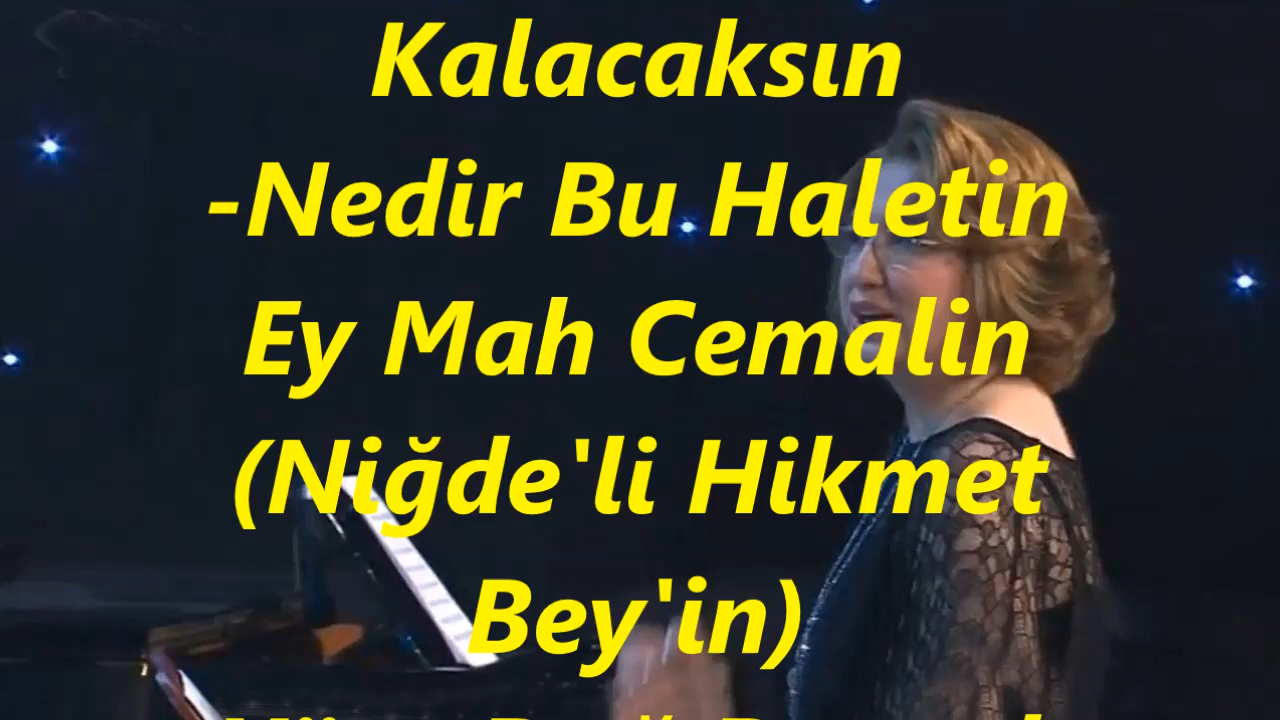 Kalacaksın
-Nedir Bu Haletin
Ey Mah Cemalin
(Niğde'li Hikmet
Bey'in)